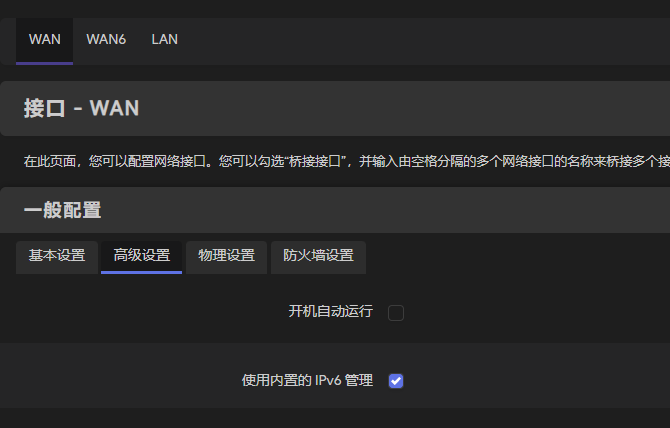 WAN WAN6 LAN
接口 - WAN
在此页面，您可以配置网络接口。您可以勾选“桥接接口”，并输入由空格分隔的多个网络接口的名称来桥接多个接
一般配置
基本设置 高级设置 物理设置 防火墙设置
开机自动运行
使用内置的 IPv6 管理